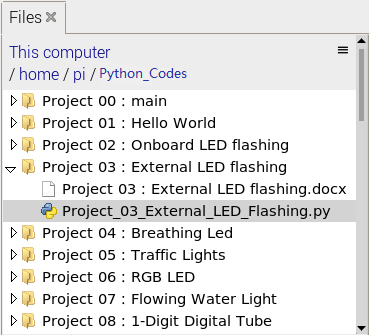 Files
This computer
/ home / pi / Python_Codes
Project 00 : main
Project 01 : Hello World
Project 02 : Onboard LED flashing
Project 03 : External LED flashing
Project 03 : External LED flashing.docx
Project_03_External_LED_Flashing.py
Project 04 : Breathing Led
Project 05 : Traffic Lights
Project 06 : RGB LED
Project 07 : Flowing Water Light
Project 08 : 1-Digit Digital Tube